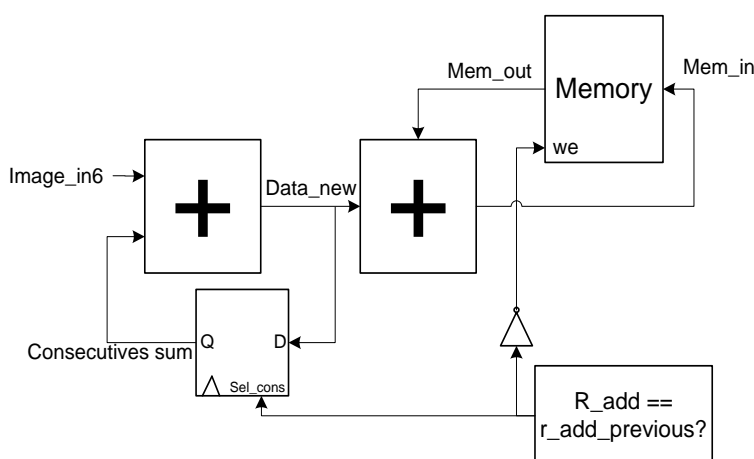 Mem_out
Mem_in
Memory
we
Image_in6
Data_new
+
+
Q
D
Consecutives sum
Sel_cons
R_add ==
r_add_previous?